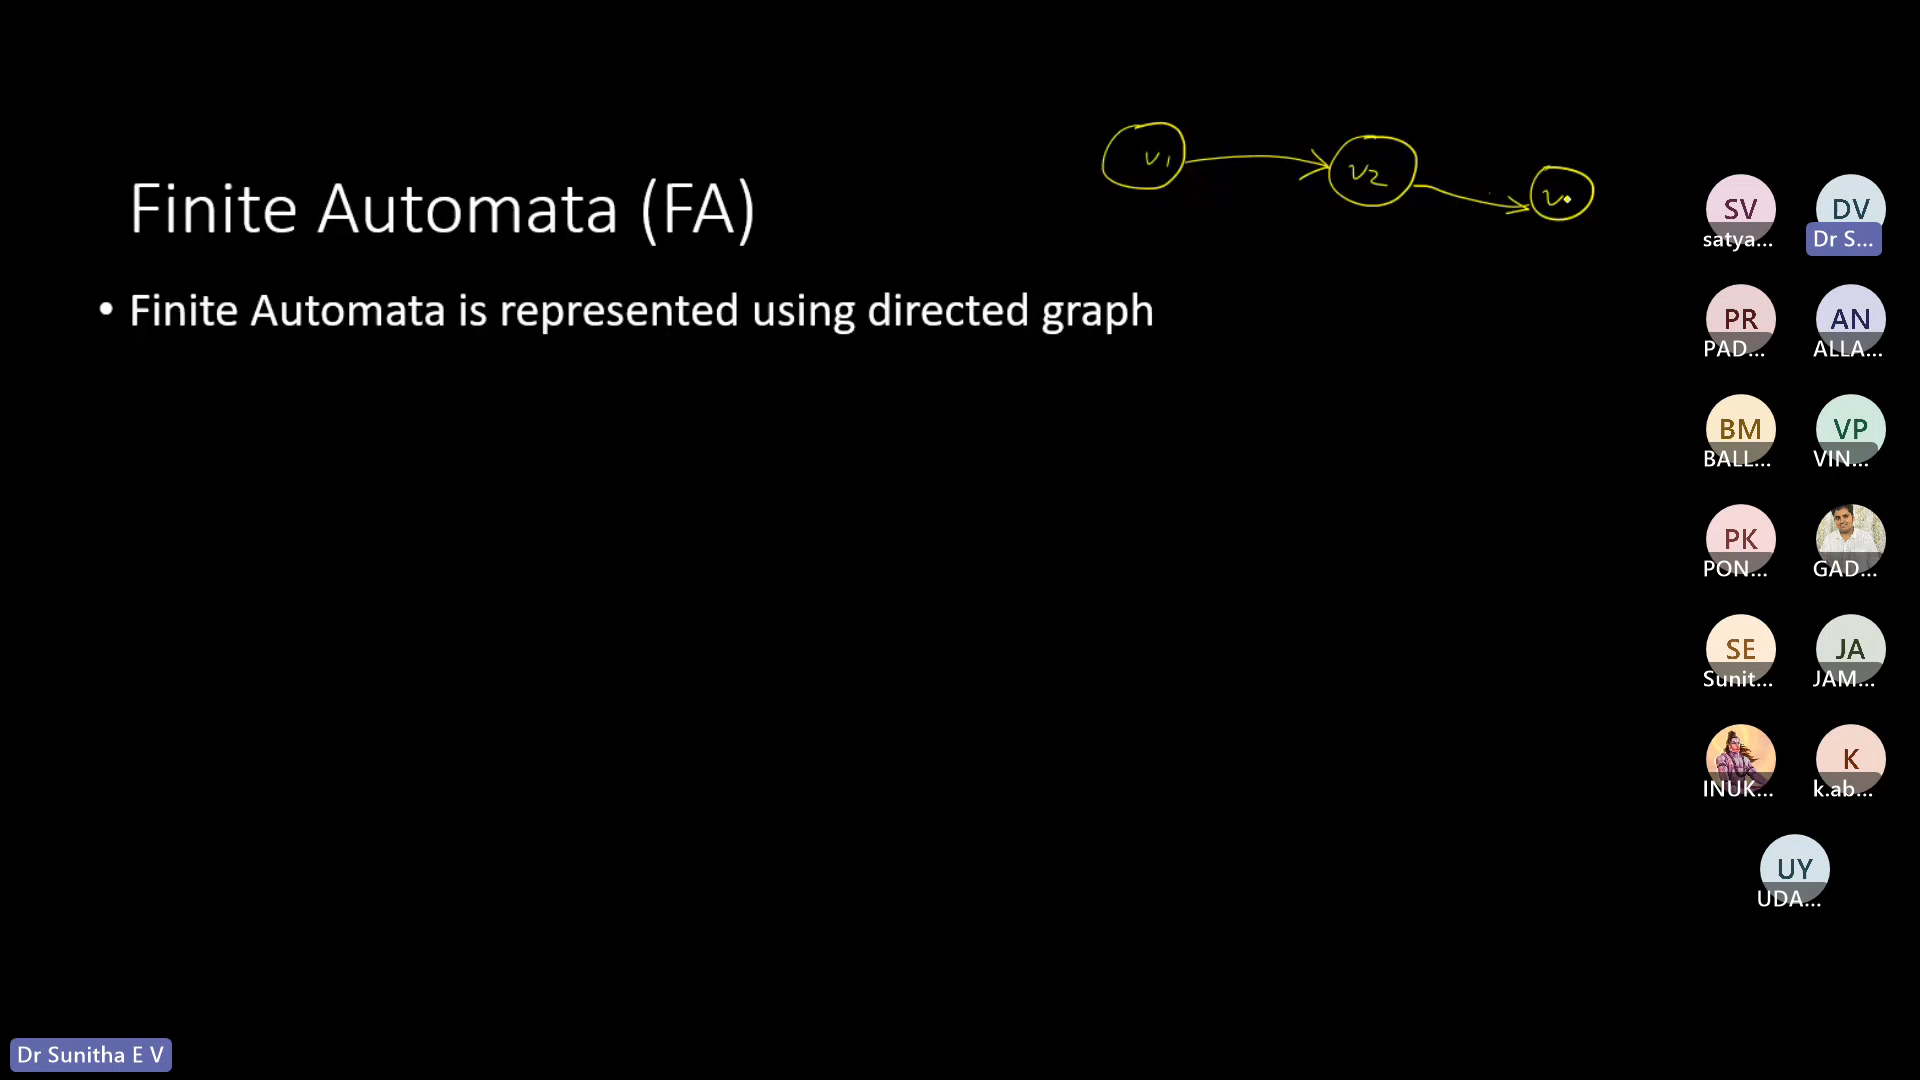 v1
v2
v
Finite Automata (FA)
• Finite Automata is represented using directed graph
SV
satya...
DV
Dr S...
PR
PAD...
AN
ALLA...
BM
BALL...
VP
VIN...
PK
PON...
GAD...
SE
Sunit...
JA
JAM...
INUK...
K
k.ab...
UY
UDA...
Dr Sunitha E V